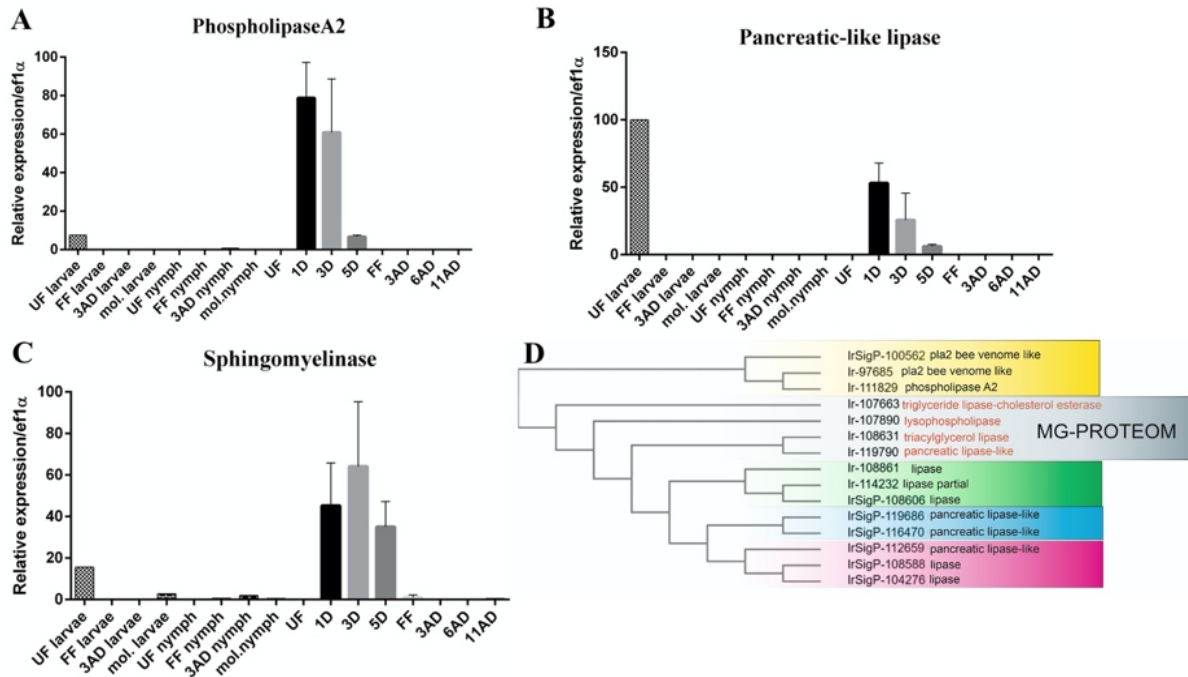 A
PhospholipaseA2
Relative expression/ef1α
100
80
60
40
20
0
UF larvae
FF larvae
3AD larvae
mol. larvae
UF nymph
FF nymph
3AD nymph
mol.nymph
UF
1D
3D
5D
FF
3AD
6AD
11AD
B
Pancreatic-like lipase
Relative expression/ef1α
150
100
50
0
UF larvae
FF larvae
3AD larvae
mol. larvae
UF nymph
FF nymph
3AD nymph
mol.nymph
UF
1D
3D
5D
FF
3AD
6AD
11AD
C
Sphingomyelinase
Relative expression/ef1α
100
80
60
40
20
0
UF larvae
FF larvae
3AD larvae
mol. larvae
UF nymph
FF nymph
3AD nymph
mol.nymph
UF
1D
3D
5D
FF
3AD
6AD
11AD
D
IrSigP-100562 pla2 bee venome like
Ir-97685 pla2 bee venome like
Ir-111829 phospholipase A2
Ir-107663 triglyceride lipase-cholesterol esterase
Ir-107890 lysophospholipase
Ir-108631 triacylglycerol lipase
Ir-119790 pancreatic lipase-like
MG-PROTEOM
Ir-108861 lipase
Ir-114232 lipase partial
IrSigP-108606 lipase
IrSigP-119686 pancreatic lipase-like
IrSigP-116470 pancreatic lipase-like
IrSigP-112659 pancreatic lipase-like
IrSigP-108588 lipase
IrSigP-104276 lipase